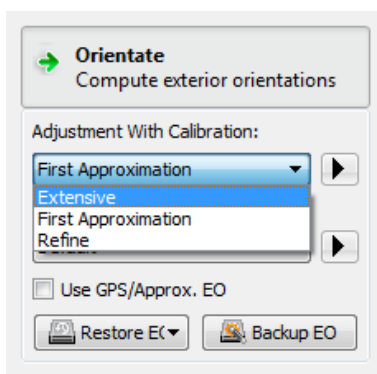 Orientate
Compute exterior orientations
Adjustment With Calibration:
First Approximation
Extensive
First Approximation
Refine
Use GPS/Approx. EO
Restore E(
Backup EO